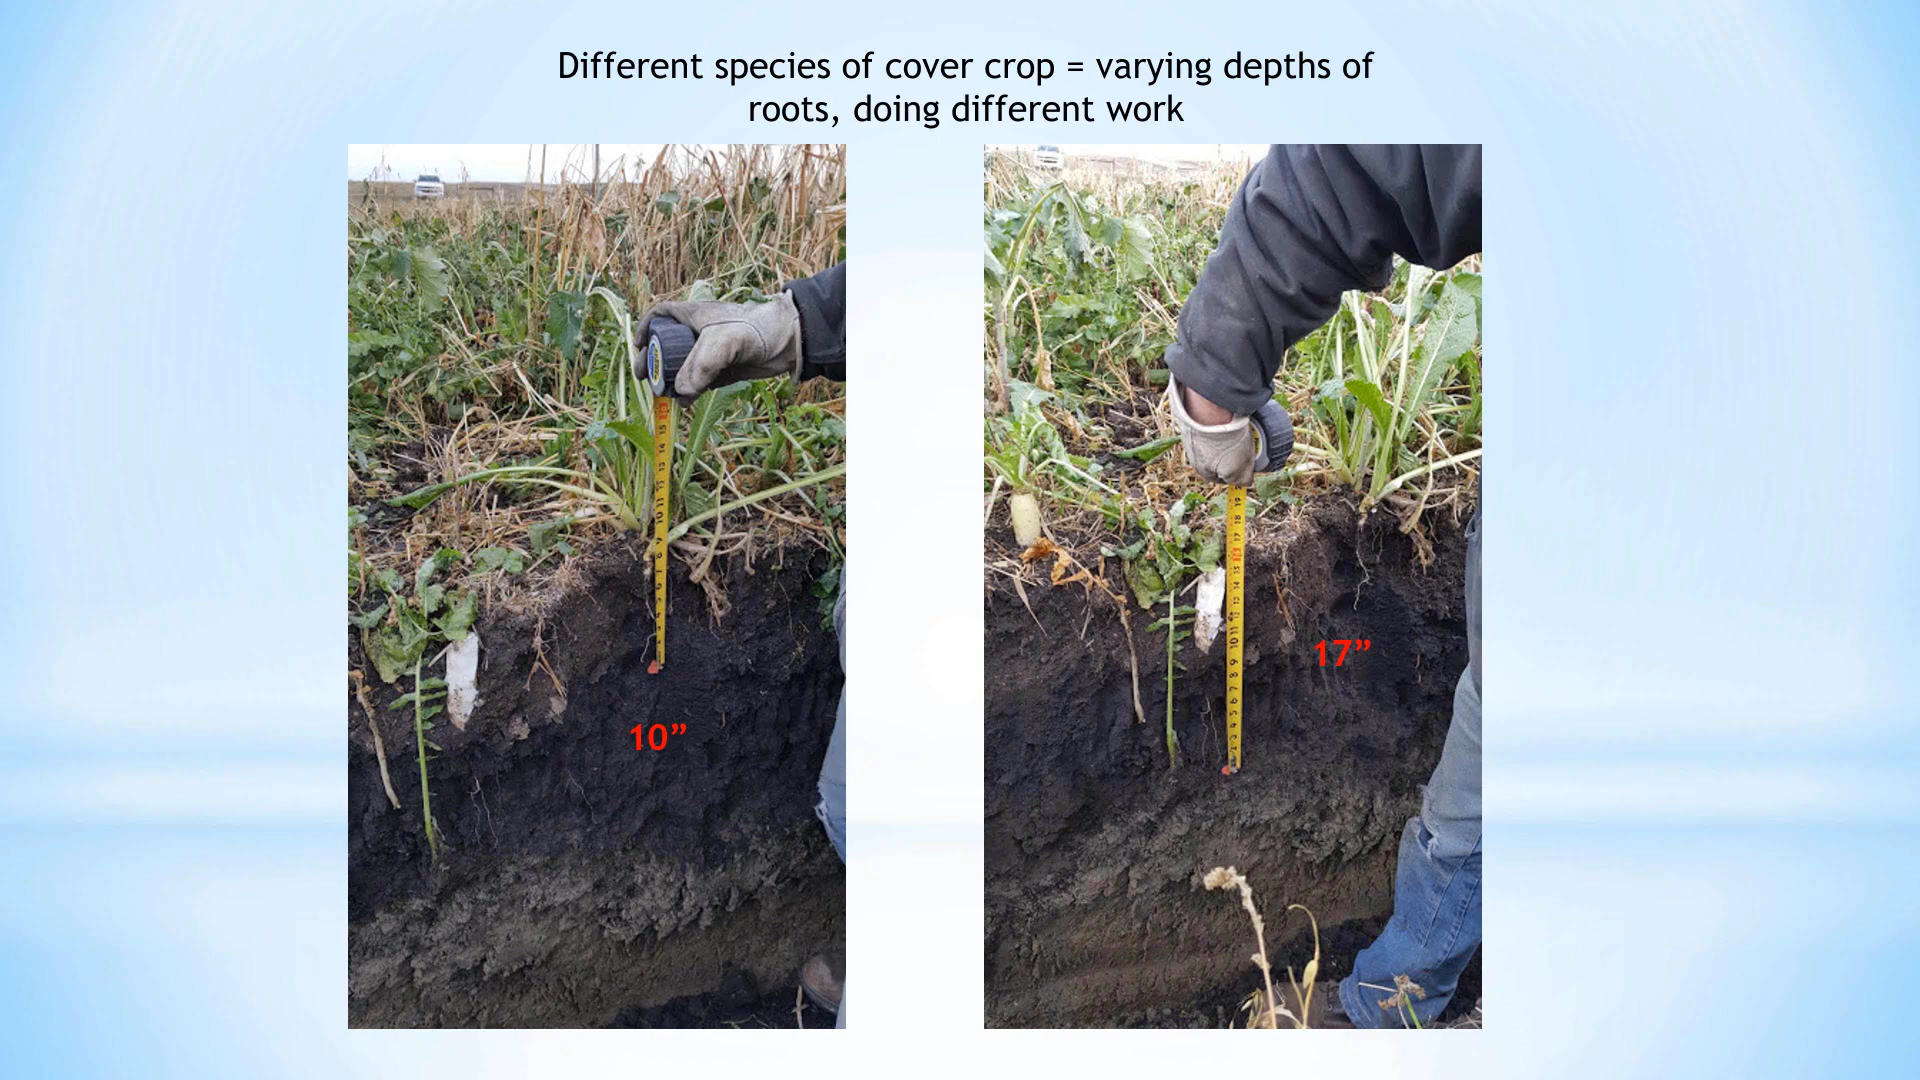 Different species of cover crop = varying depths of
roots, doing different work
10”
17”